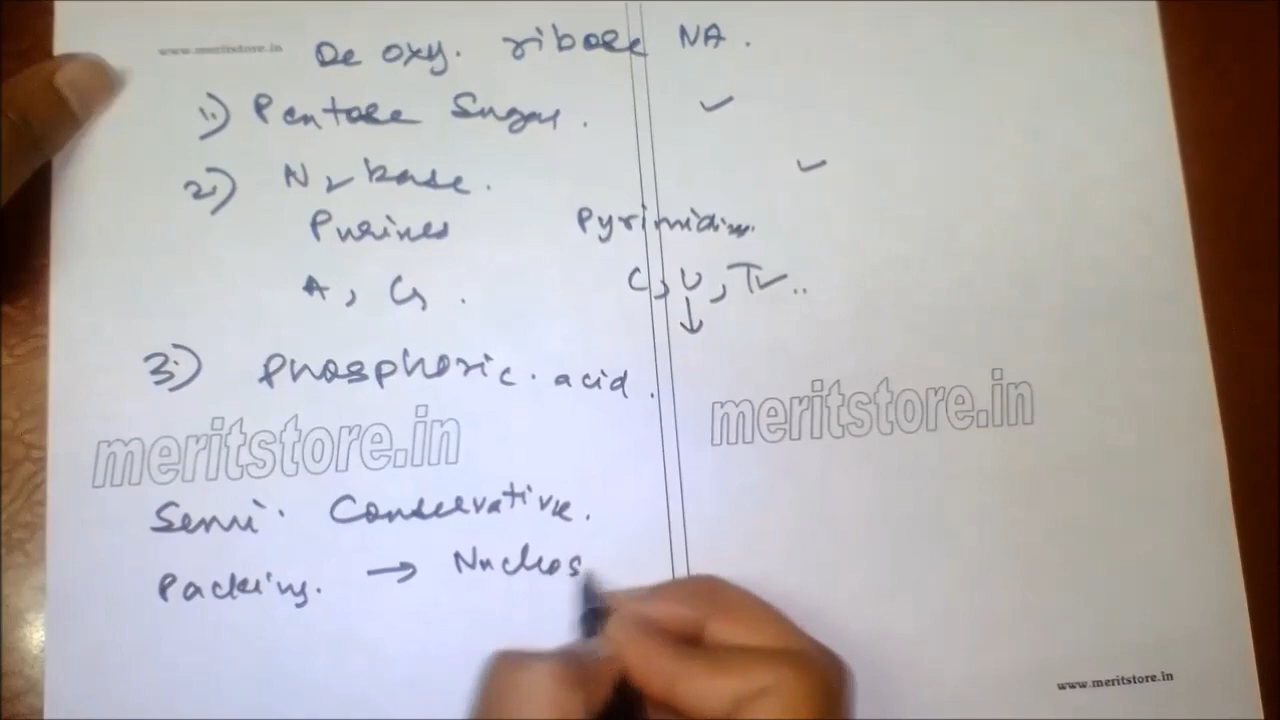 www.meritstore.in
De oxy. ribose NA.
1) Pentose Sugar. ✓
2) N2 base. ✓
Purines Pyrimidines.
A, G. C, U, T✓..
↓
3) Phosphoric. acid.
meritstore.in meritstore.in
Semi. Conservative.
Packing. → Nucleos
www.meritstore.in